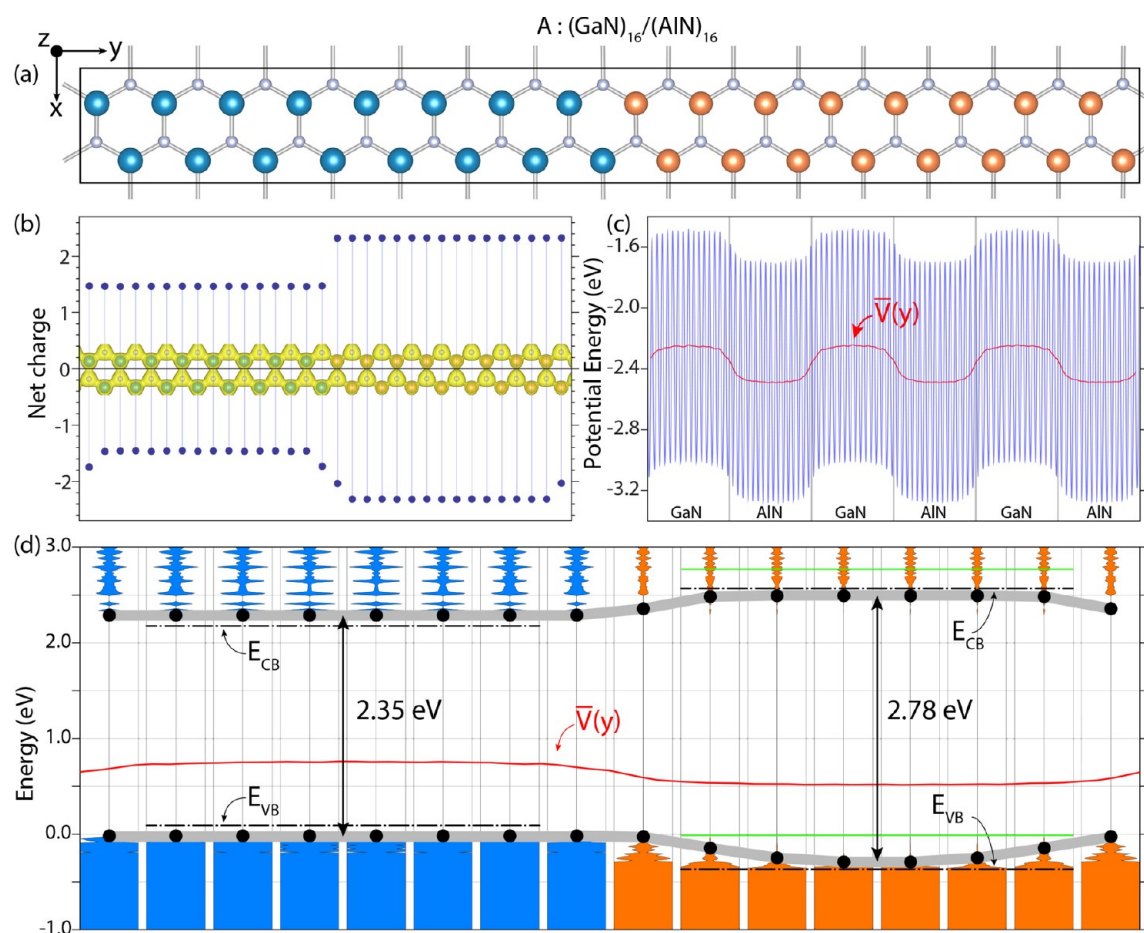 A : (GaN)16/(AlN)16
z
y
x
(a)
(b)
Net charge
2
1
0
-1
-2
(c)
Potential Energy (eV)
-1.6
-2.0
-2.4
-2.8
-3.2
V(y)
GaN AlN GaN AlN GaN AlN
(d)
Energy (eV)
3.0
2.0
1.0
0.0
-1.0
ECB
2.35 eV
V(y)
EVB
ECB
2.78 eV
EVB